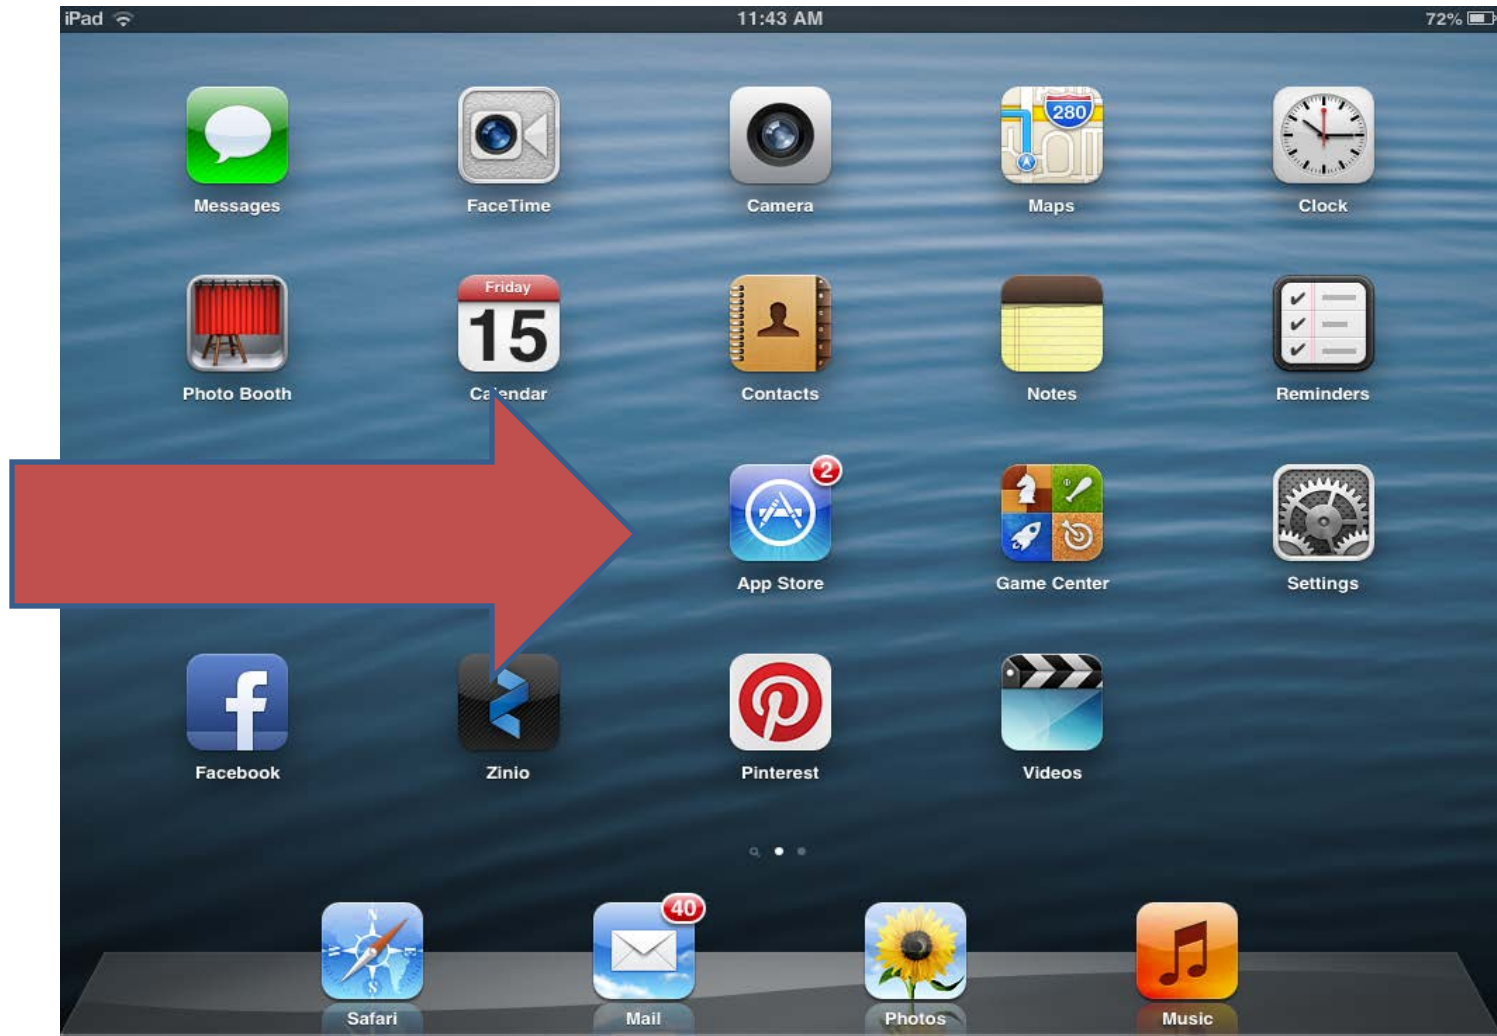 iPad 11:43 AM 72%
280
Messages FaceTime Camera Maps Clock
Friday
15
Photo Booth Calendar Contacts Notes Reminders
2
App Store Game Center Settings
Facebook Zinio Pinterest Videos
40
N
W E
S
Safari Mail Photos Music